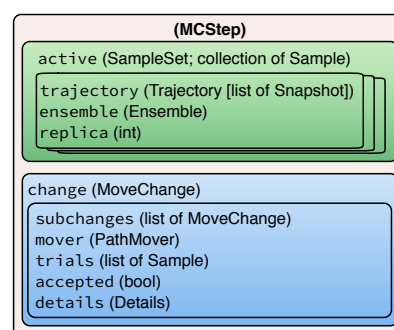 (MCStep)
active (SampleSet; collection of Sample)
trajectory (Trajectory [list of Snapshot])
ensemble (Ensemble)
replica (int)
change (MoveChange)
subchanges (list of MoveChange)
mover (PathMover)
trials (list of Sample)
accepted (bool)
details (Details)